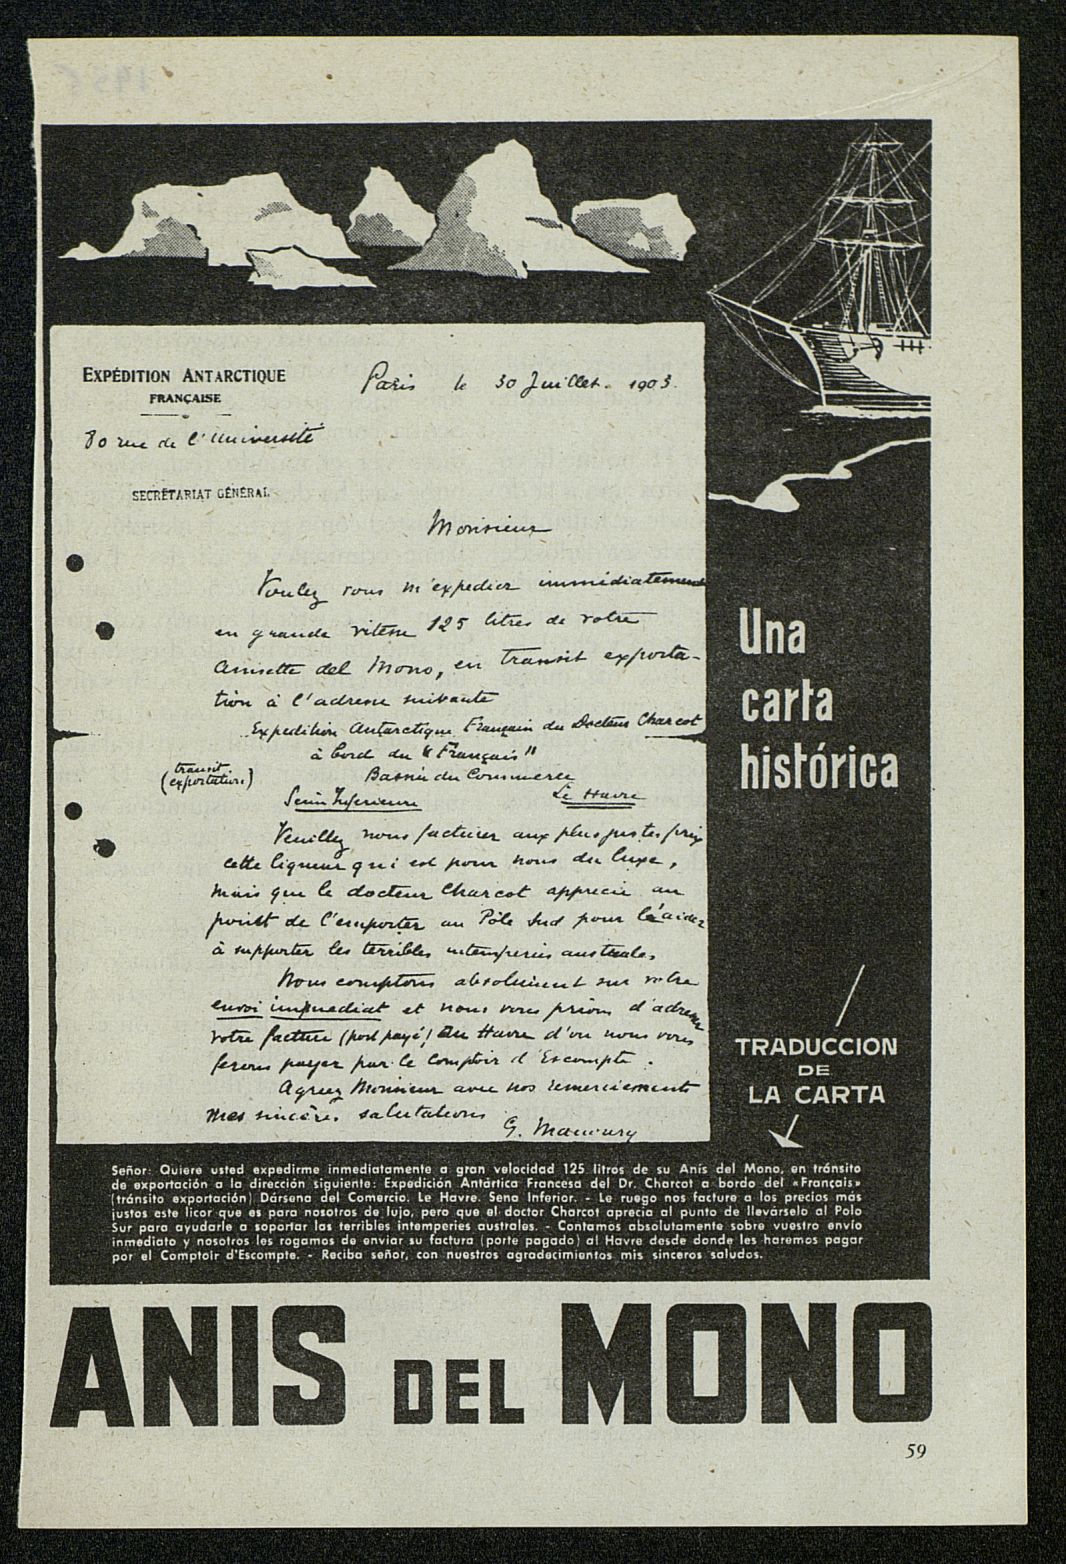 EXPÉDITION ANTARCTIQUE
FRANÇAISE
Paris le 30 Juillet. 1903.
80 rue de l'Université
SECRÉTARIAT GÉNÉRAL
Monsieur
Voulez vous m'expedier immédiatement
en grande vitesse 125 litres de votre
Anisette del Mono, en transit exporta-
tion à l'adresse suivante
Expedition Antarctique Français du Docteur Charcot
à bord du "Français"
(transit
exportation)
Bassin du Commerce
Seine Inferieure Le Havre
Veuillez nous facturer aux plus justes prix
cette liqueur qui est pour nous du luxe,
mais que le docteur Charcot apprecie au
point de l'emporter au Pôle Sud pour l'aider
à supporter les terribles intemperies australes
Nous comptons absolument sur votre
envoi immediat et nous vous prions d'adresser
votre facture (port payé) au Havre d'ou nous vous
ferons payer par le Comptoir d'Escompte.
Agreez Monsieur avec nos remerciements
mes sincères salutations
G.
Una
carta
histórica
TRADUCCION
DE
LA CARTA
Señor: Quiere usted expedirme inmediatamente a gran velocidad 125 litros de su Anís del Mono, en tránsito
de exportación a la dirección siguiente: Expedición Antártica Francesa del Dr. Charcot a bordo del «Français»
(tránsito exportación) Dársena del Comercio. Le Havre. Sena Inferior. - Le ruego nos facture a los precios más
justos este licor que es para nosotros de lujo, pero que el doctor Charcot aprecia al punto de llevárselo al Polo
Sur para ayudarle a soportar las terribles intemperies australes. - Contamos absolutamente sobre vuestro envío
inmediato y nosotros les rogamos de enviar su factura (porte pagado) al Havre desde donde les haremos pagar
por el Comptoir d'Escompte. - Reciba señor, con nuestros agradecimientos mis sinceros saludos.
ANIS DEL MONO
59